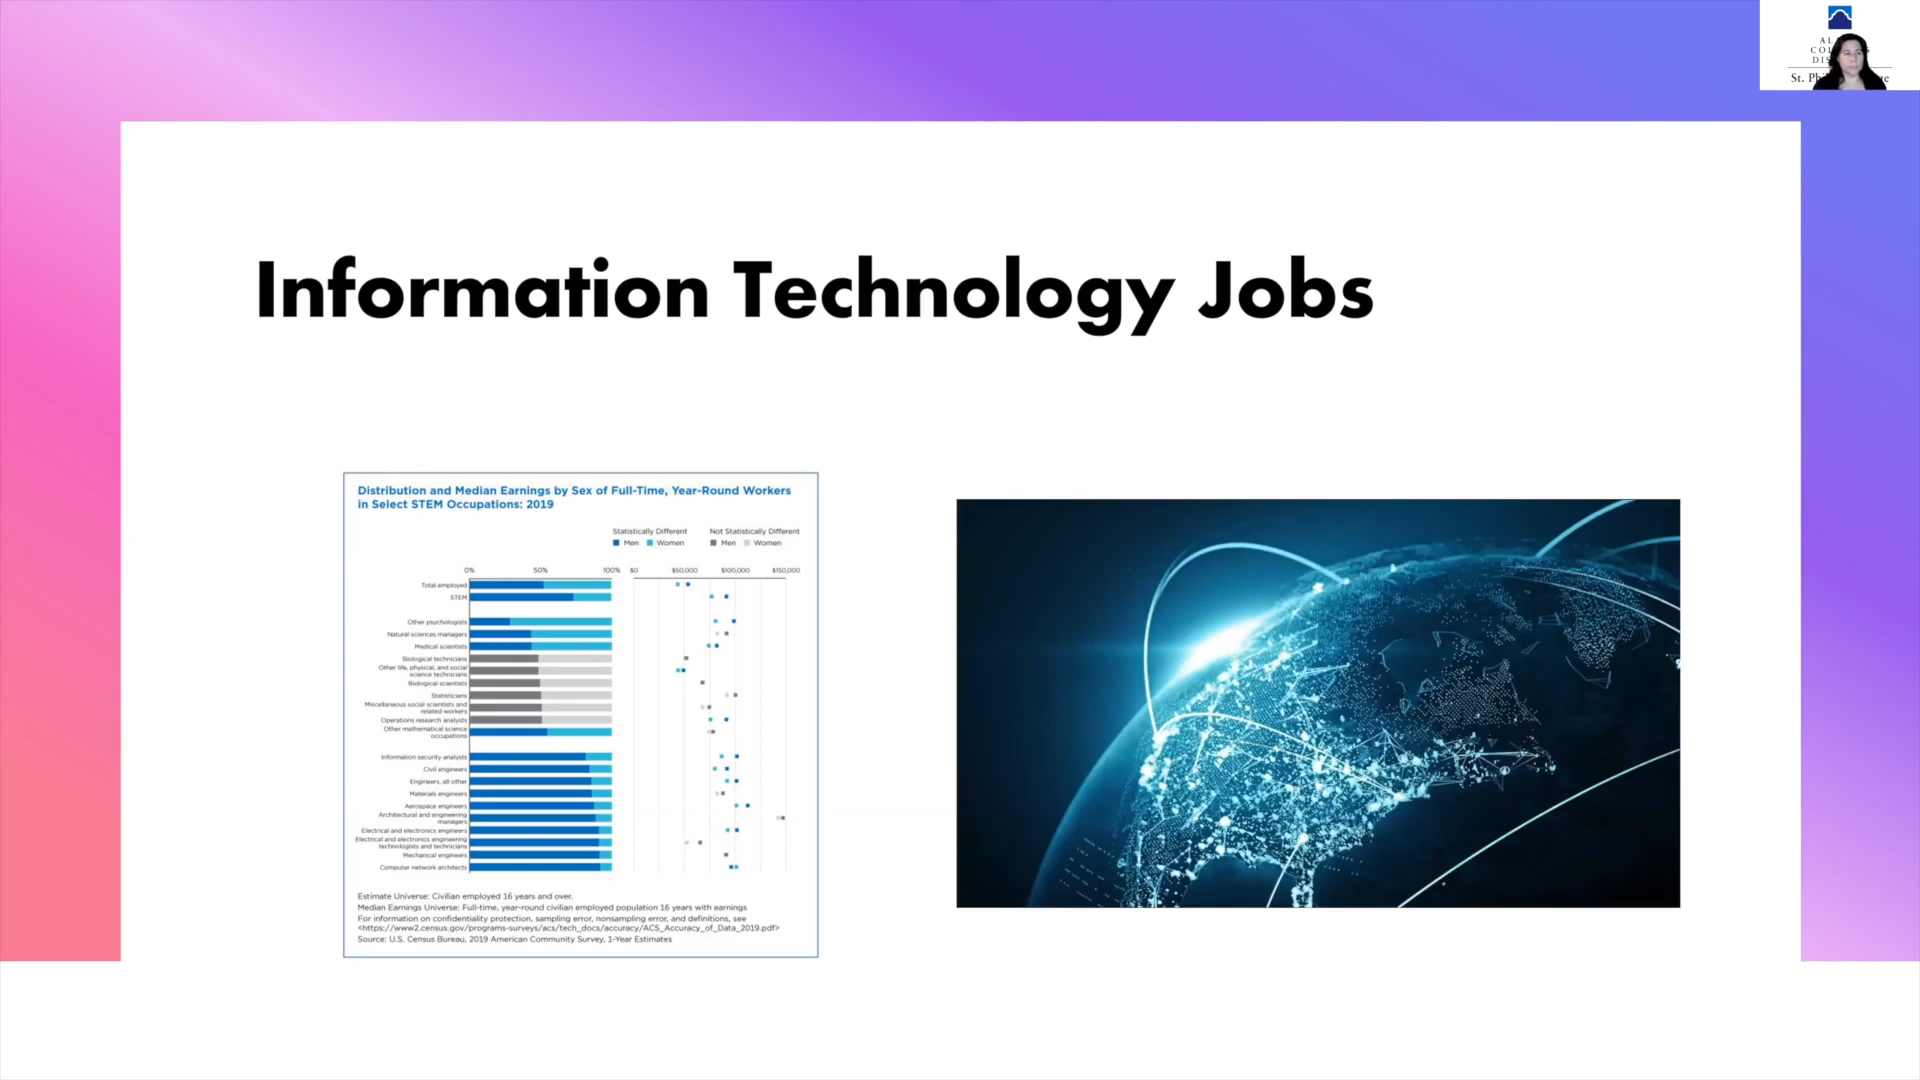 Information Technology Jobs
Distribution and Median Earnings by Sex of Full-Time, Year-Round Workers
in Select STEM Occupations: 2019
Statistically Different
Not Statistically Different
Men
Women
Men
Women
0%
50%
100%
$0
$50,000
$100,000
$150,000
Total employed
STEM
Other psychologists
Natural sciences managers
Medical scientists
Biological technicians
Other life, physical, and social
science technicians
Biological scientists
Statisticians
Miscellaneous social scientists and
related workers
Operations research analysts
Other mathematical science
occupations
Information security analysts
Civil engineers
Engineers, all other
Materials engineers
Aerospace engineers
Architectural and engineering
managers
Electrical and electronics engineers
Electrical and electronics engineering
technologists and technicians
Mechanical engineers
Computer network architects
Estimate Universe: Civilian employed 16 years and over.
Median Earnings Universe: Full-time, year-round civilian employed population 16 years with earnings
For information on confidentiality protection, sampling error, nonsampling error, and definitions, see
<https://www2.census.gov/programs-surveys/acs/tech_docs/accuracy/ACS_Accuracy_of_Data_2019.pdf>
Source: U.S. Census Bureau, 2019 American Community Survey, 1-Year Estimates
St.